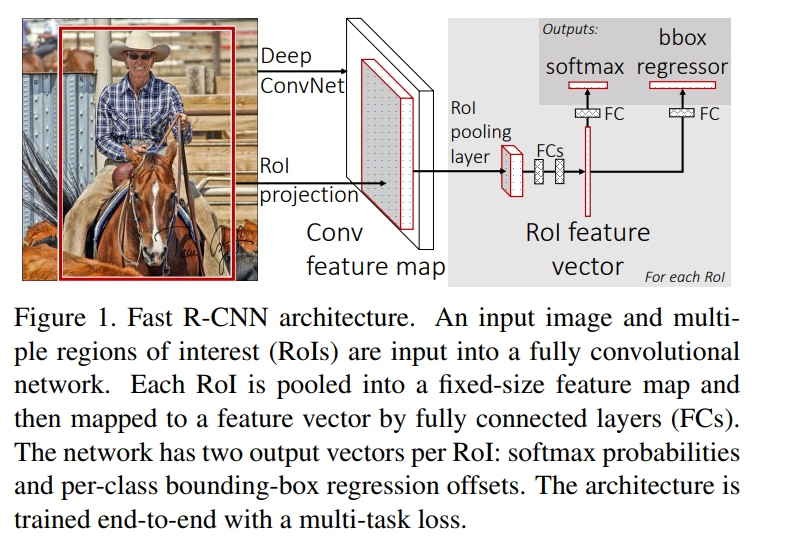 Deep
ConvNet
RoI
projection
Conv
feature map
RoI
pooling
layer
FCs
RoI feature
vector
For each RoI
Outputs:
softmax
bbox
regressor
FC
FC
Figure 1. Fast R-CNN architecture. An input image and multi-
ple regions of interest (RoIs) are input into a fully convolutional
network. Each RoI is pooled into a fixed-size feature map and
then mapped to a feature vector by fully connected layers (FCs).
The network has two output vectors per RoI: softmax probabilities
and per-class bounding-box regression offsets. The architecture is
trained end-to-end with a multi-task loss.